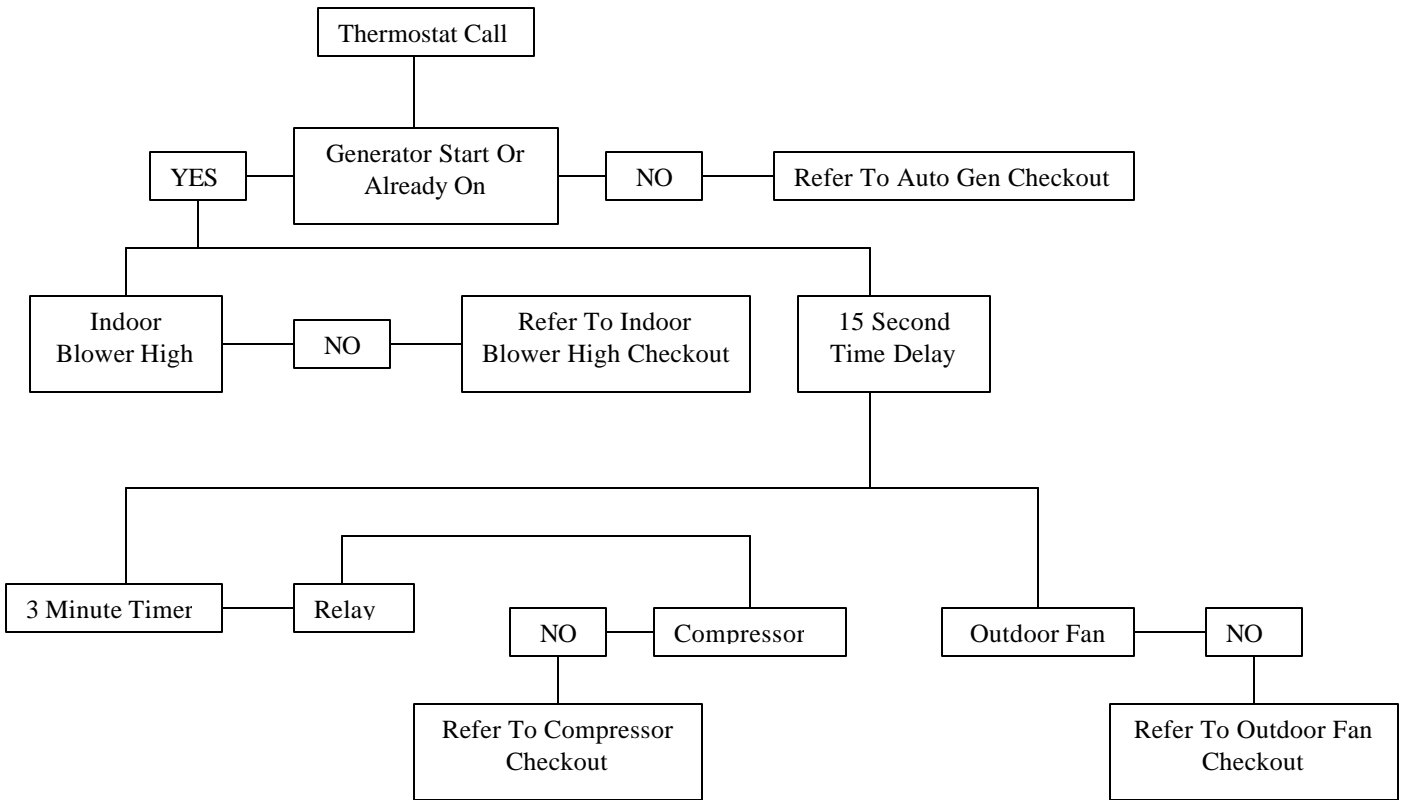 Thermostat Call
Generator Start Or
Already On
YES
NO
Refer To Auto Gen Checkout
Indoor
Blower High
NO
Refer To Indoor
Blower High Checkout
15 Second
Time Delay
3 Minute Timer
Relay
NO
Compressor
Outdoor Fan
NO
Refer To Compressor
Checkout
Refer To Outdoor Fan
Checkout